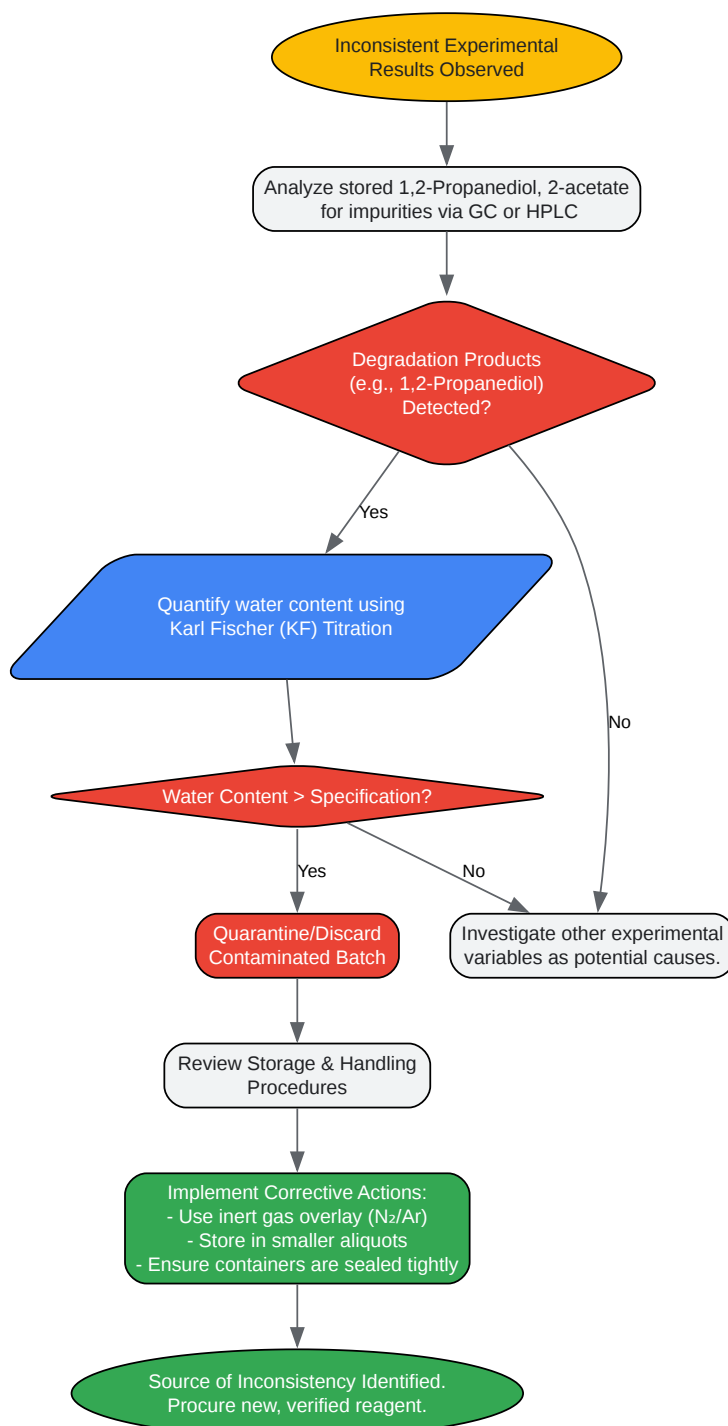 Inconsistent Experimental
Results Observed
Analyze stored 1,2-Propanediol, 2-acetate
for impurities via GC or HPLC
Degradation Products
(e.g., 1,2-Propanediol)
Detected?
Yes
Quantify water content using
Karl Fischer (KF) Titration
No
Water Content > Specification?
Yes
No
Quarantine/Discard
Contaminated Batch
Investigate other experimental
variables as potential causes.
Review Storage & Handling
Procedures
Implement Corrective Actions:
- Use inert gas overlay (N₂/Ar)
- Store in smaller aliquots
- Ensure containers are sealed tightly
Source of Inconsistency Identified.
Procure new, verified reagent.